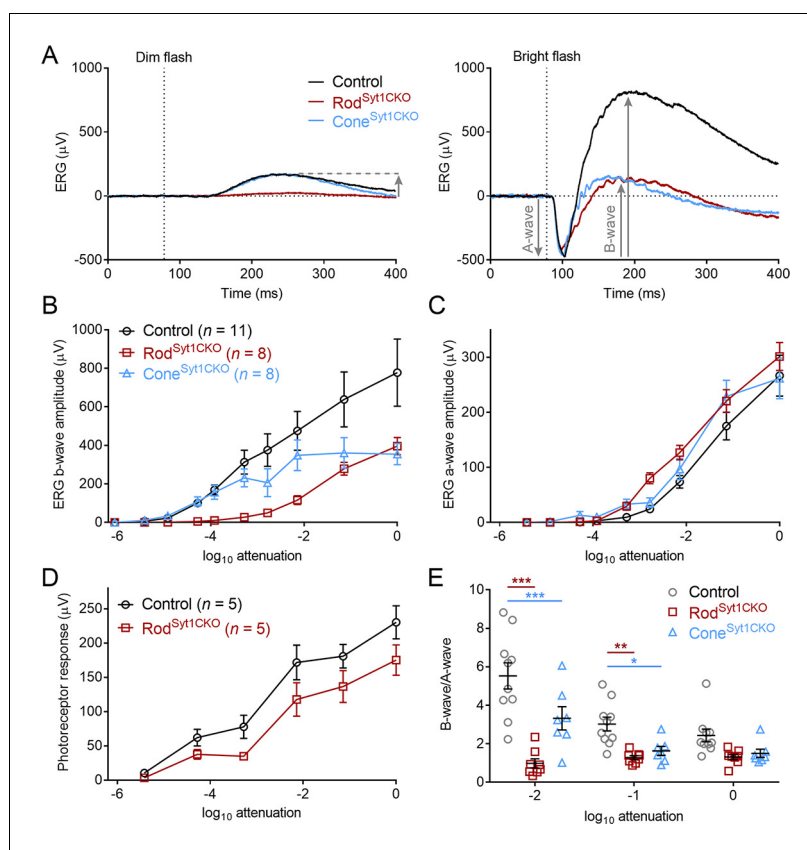 A
Dim flash
Bright flash
1000
500
0
-500
ERG (µV)
0
100
200
300
400
Time (ms)
Control
Rod^Syt1CKO
Cone^Syt1CKO
1000
500
0
-500
ERG (µV)
A-wave
B-wave
0
100
200
300
400
Time (ms)
B
1000
800
600
400
200
0
ERG b-wave amplitude (µV)
Control (n = 11)
Rod^Syt1CKO (n = 8)
Cone^Syt1CKO (n = 8)
-6
-4
-2
0
log10 attenuation
C
300
200
100
0
ERG a-wave amplitude (µV)
-6
-4
-2
0
log10 attenuation
D
250
200
150
100
50
0
Photoreceptor response (µV)
Control (n = 5)
Rod^Syt1CKO (n = 5)
-6
-4
-2
0
log10 attenuation
E
10
8
6
4
2
0
B-wave/A-wave
***
***
**
*
Control
Rod^Syt1CKO
Cone^Syt1CKO
-2
-1
0
log10 attenuation